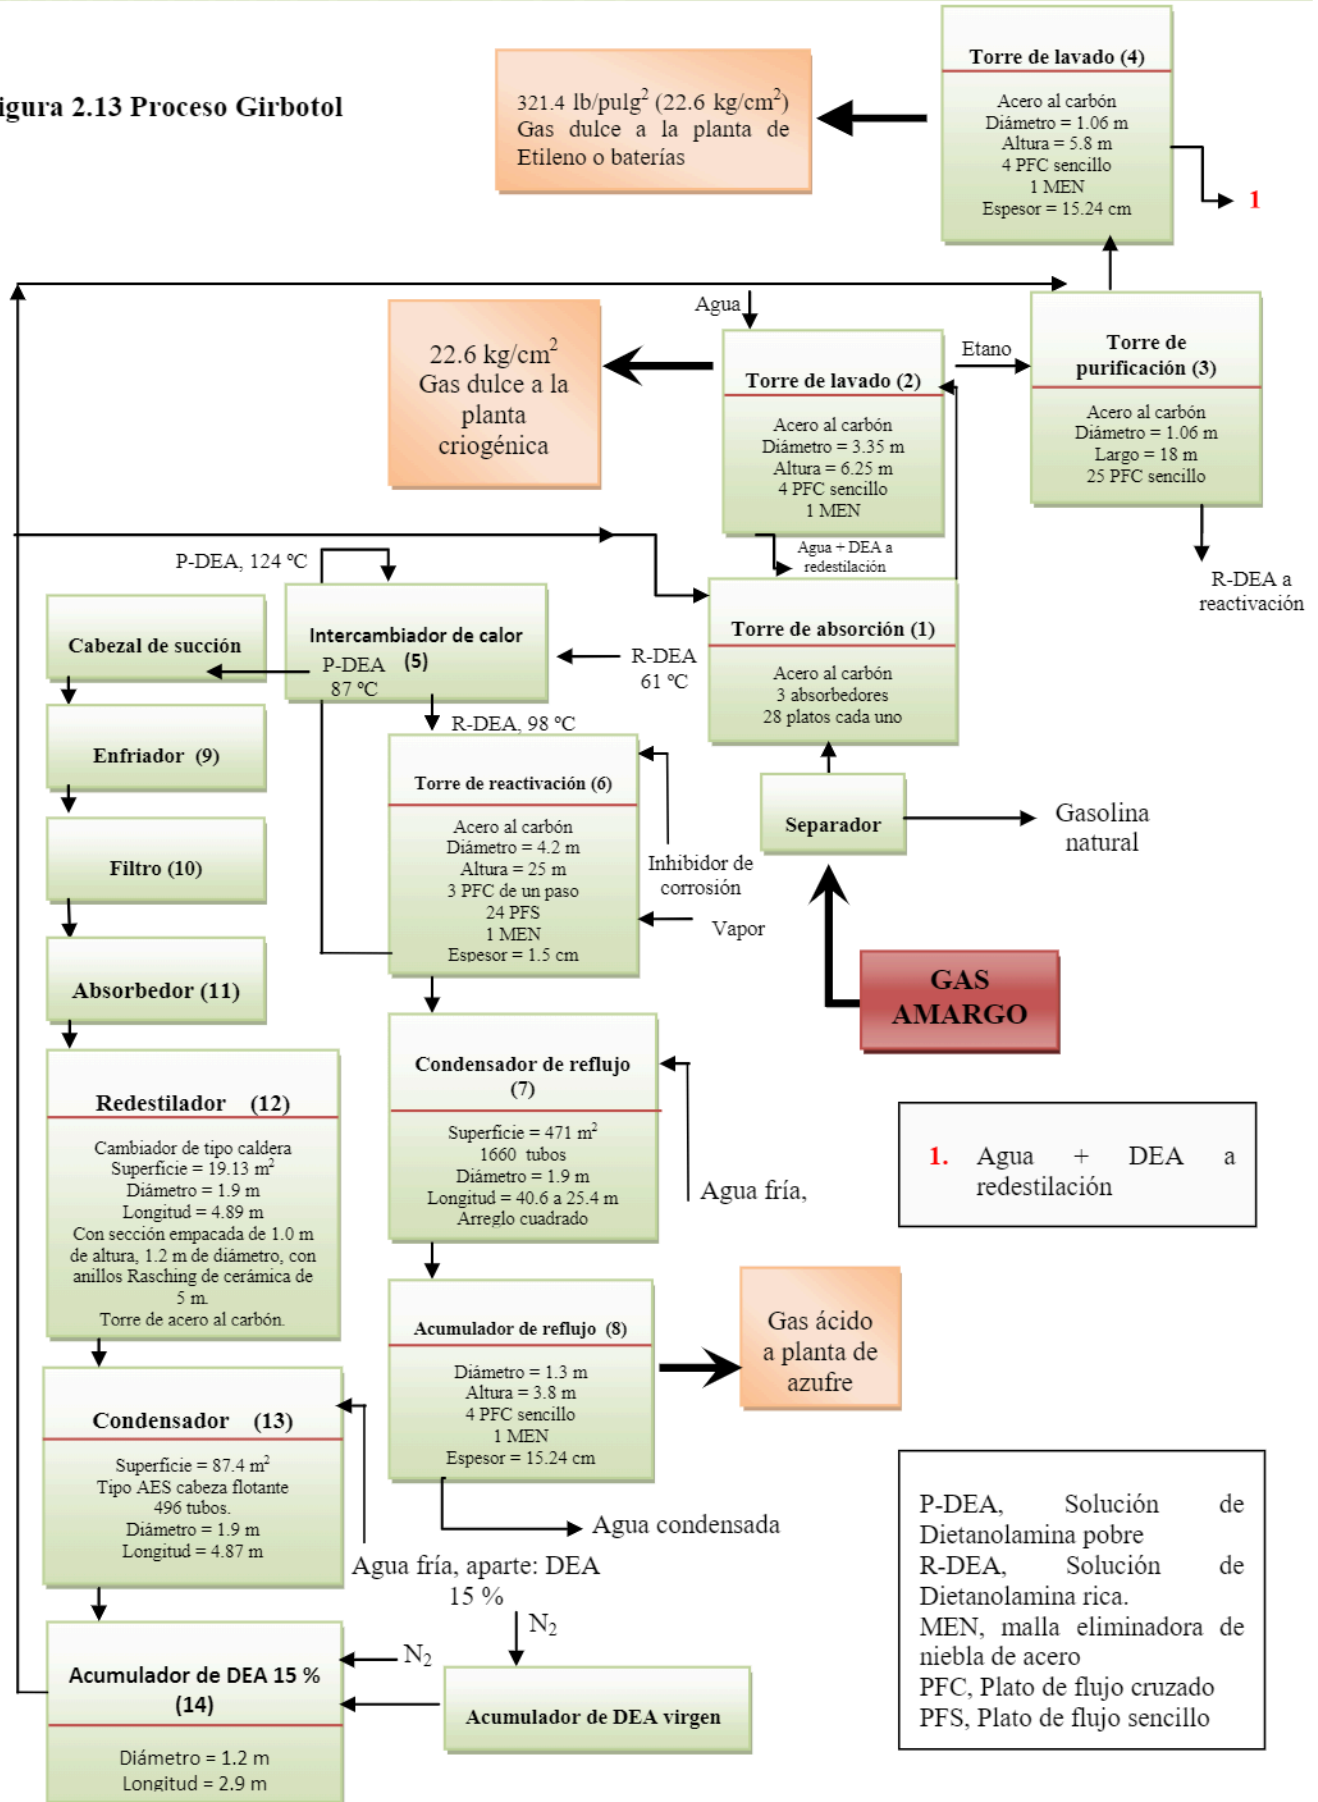 igura 2.13 Proceso Girbotol
321.4 lb/pulg² (22.6 kg/cm²)
Gas dulce a la planta de
Etileno o baterías
Torre de lavado (4)
Acero al carbón
Diámetro = 1.06 m
Altura = 5.8 m
4 PFC sencillo
1 MEN
Espesor = 15.24 cm
1
Agua
22.6 kg/cm²
Gas dulce a la
planta
criogénica
Torre de lavado (2)
Acero al carbón
Diámetro = 3.35 m
Altura = 6.25 m
4 PFC sencillo
1 MEN
Etano
Torre de
purificación (3)
Acero al carbón
Diámetro = 1.06 m
Largo = 18 m
25 PFC sencillo
R-DEA a
reactivación
Agua + DEA a
redestilación
P-DEA, 124 ºC
Intercambiador de calor
(5)
P-DEA
87 ºC
R-DEA
61 ºC
R-DEA, 98 ºC
Torre de absorción (1)
Acero al carbón
3 absorbedores
28 platos cada uno
Cabezal de succión
Enfriador (9)
Filtro (10)
Absorbedor (11)
Torre de reactivación (6)
Acero al carbón
Diámetro = 4.2 m
Altura = 25 m
3 PFC de un paso
24 PFS
1 MEN
Espesor = 1.5 cm
Inhibidor de
corrosión
Vapor
Separador
Gasolina
natural
GAS
AMARGO
Redestilador (12)
Cambiador de tipo caldera
Superficie = 19.13 m²
Diámetro = 1.9 m
Longitud = 4.89 m
Con sección empacada de 1.0 m
de altura, 1.2 m de diámetro, con
anillos Rasching de cerámica de
5 m.
Torre de acero al carbón.
Condensador de reflujo
(7)
Superficie = 471 m²
1660 tubos
Diámetro = 1.9 m
Longitud = 40.6 a 25.4 m
Arreglo cuadrado
Agua fría,
1. Agua + DEA a
redestilación
Acumulador de reflujo (8)
Diámetro = 1.3 m
Altura = 3.8 m
4 PFC sencillo
1 MEN
Espesor = 15.24 cm
Gas ácido
a planta de
azufre
Condensador (13)
Superficie = 87.4 m²
Tipo AES cabeza flotante
496 tubos.
Diámetro = 1.9 m
Longitud = 4.87 m
Agua condensada
Agua fría, aparte: DEA
15 %
N₂
N₂
Acumulador de DEA 15 %
(14)
Diámetro = 1.2 m
Longitud = 2.9 m
Acumulador de DEA virgen
P-DEA, Solución de
Dietanolamina pobre
R-DEA, Solución de
Dietanolamina rica.
MEN, malla eliminadora de
niebla de acero
PFC, Plato de flujo cruzado
PFS, Plato de flujo sencillo